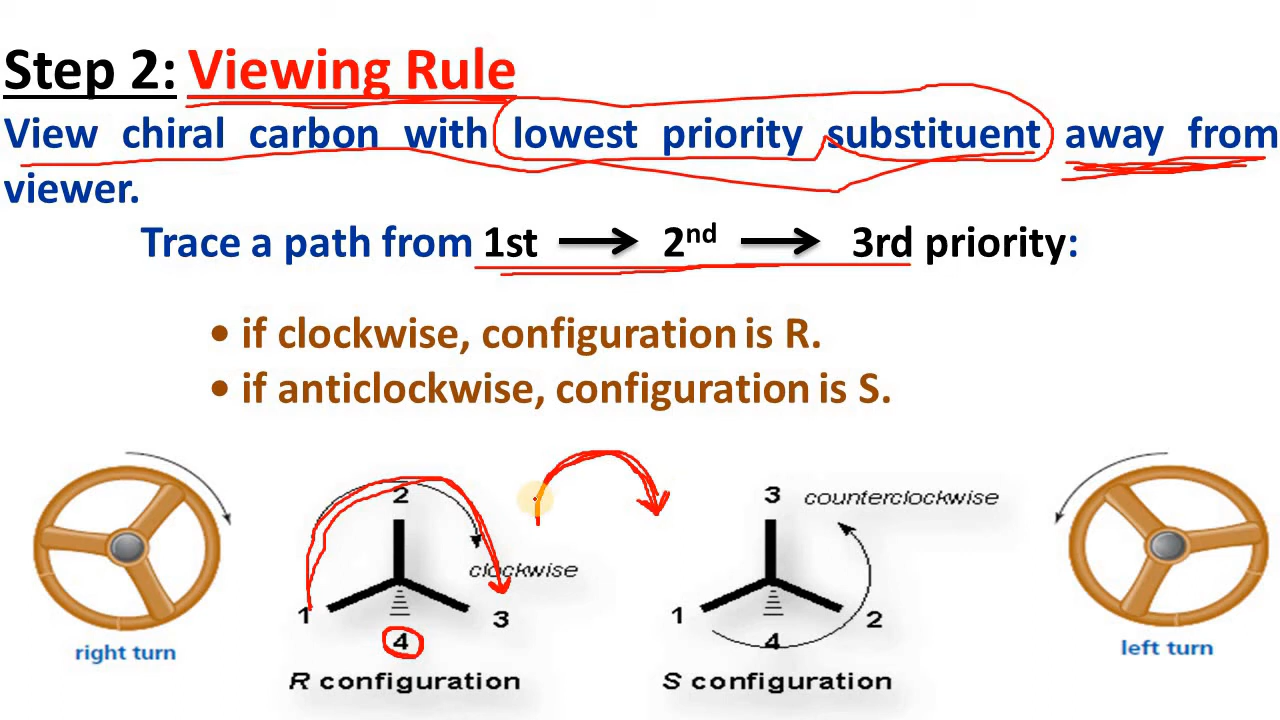 Step 2: Viewing Rule
View chiral carbon with lowest priority substituent away from
viewer.
Trace a path from 1st → 2nd → 3rd priority:
• if clockwise, configuration is R.
• if anticlockwise, configuration is S.
2
clockwise
1
3
4
R configuration
right turn
3
counterclockwise
1
2
4
S configuration
left turn